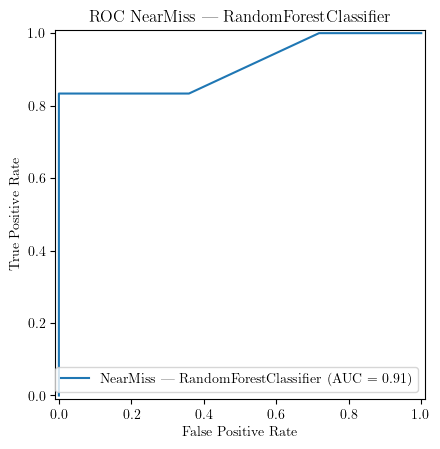 ROC NearMiss — RandomForestClassifier
1.0
0.8
0.6
0.4
0.2
0.0
True Positive Rate
NearMiss — RandomForestClassifier (AUC = 0.91)
0.0 0.2 0.4 0.6 0.8 1.0
False Positive Rate